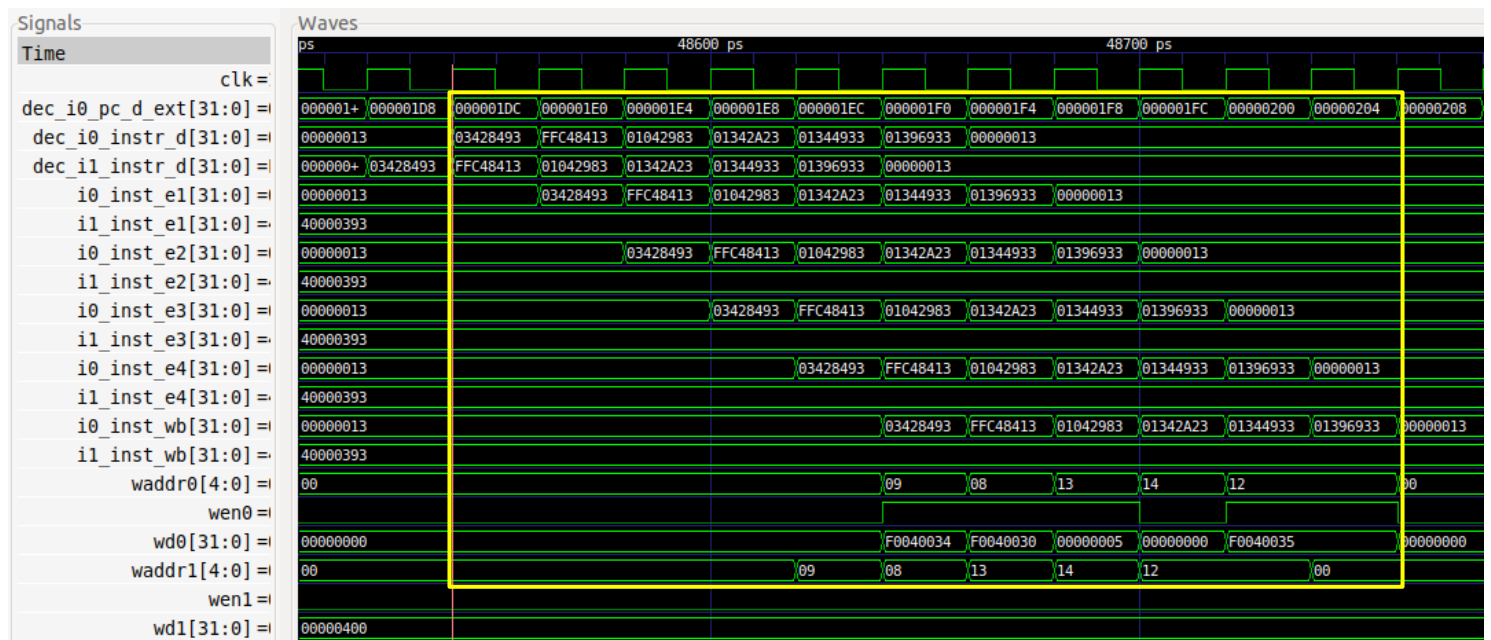 Signals
Waves
Time
ps 48600 ps 48700 ps
clk =
dec_i0_pc_d_ext[31:0] = 000001+ 000001D8 000001DC 000001E0 000001E4 000001E8 000001EC 000001F0 000001F4 000001F8 000001FC 00000200 00000204 00000208
dec_i0_instr_d[31:0] = 00000013 03428493 FFC48413 01042983 01342A23 01344933 01396933 00000013
dec_i1_instr_d[31:0] = 000000+ 03428493 FFC48413 01042983 01342A23 01344933 01396933 00000013
i0_inst_e1[31:0] = 00000013 03428493 FFC48413 01042983 01342A23 01344933 01396933 00000013
i1_inst_e1[31:0] = 40000393
i0_inst_e2[31:0] = 00000013 03428493 FFC48413 01042983 01342A23 01344933 01396933 00000013
i1_inst_e2[31:0] = 40000393
i0_inst_e3[31:0] = 00000013 03428493 FFC48413 01042983 01342A23 01344933 01396933 00000013
i1_inst_e3[31:0] = 40000393
i0_inst_e4[31:0] = 00000013 03428493 FFC48413 01042983 01342A23 01344933 01396933 00000013
i1_inst_e4[31:0] = 40000393
i0_inst_wb[31:0] = 00000013 03428493 FFC48413 01042983 01342A23 01344933 01396933 00000013
i1_inst_wb[31:0] = 40000393
waddr0[4:0] = 00 09 08 13 14 12 00
wen0 =
wd0[31:0] = 00000000 F0040034 F0040030 00000005 00000000 F0040035 00000000
waddr1[4:0] = 00 09 08 13 14 12 00
wen1 =
wd1[31:0] = 00000400